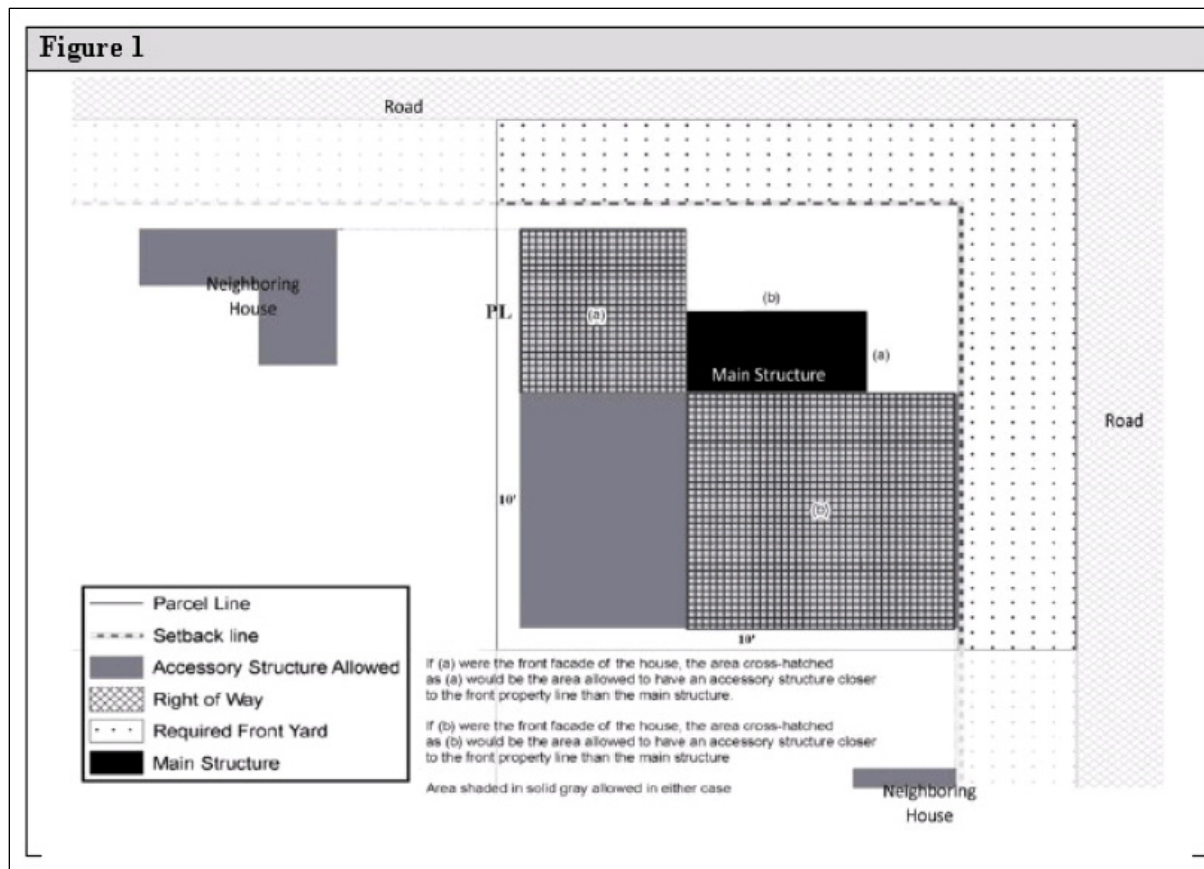 Figure 1
Road
Neighboring
House
PL
(a)
(b)
(a)
Main Structure
Road
10'
(b)
10'
Parcel Line
Setback line
Accessory Structure Allowed
Right of Way
Required Front Yard
Main Structure
If (a) were the front facade of the house, the area cross-hatched
as (a) would be the area allowed to have an accessory structure closer
to the front property line than the main structure.
If (b) were the front facade of the house, the area cross-hatched
as (b) would be the area allowed to have an accessory structure closer
to the front property line than the main structure
Area shaded in solid gray allowed in either case
Neighboring
House